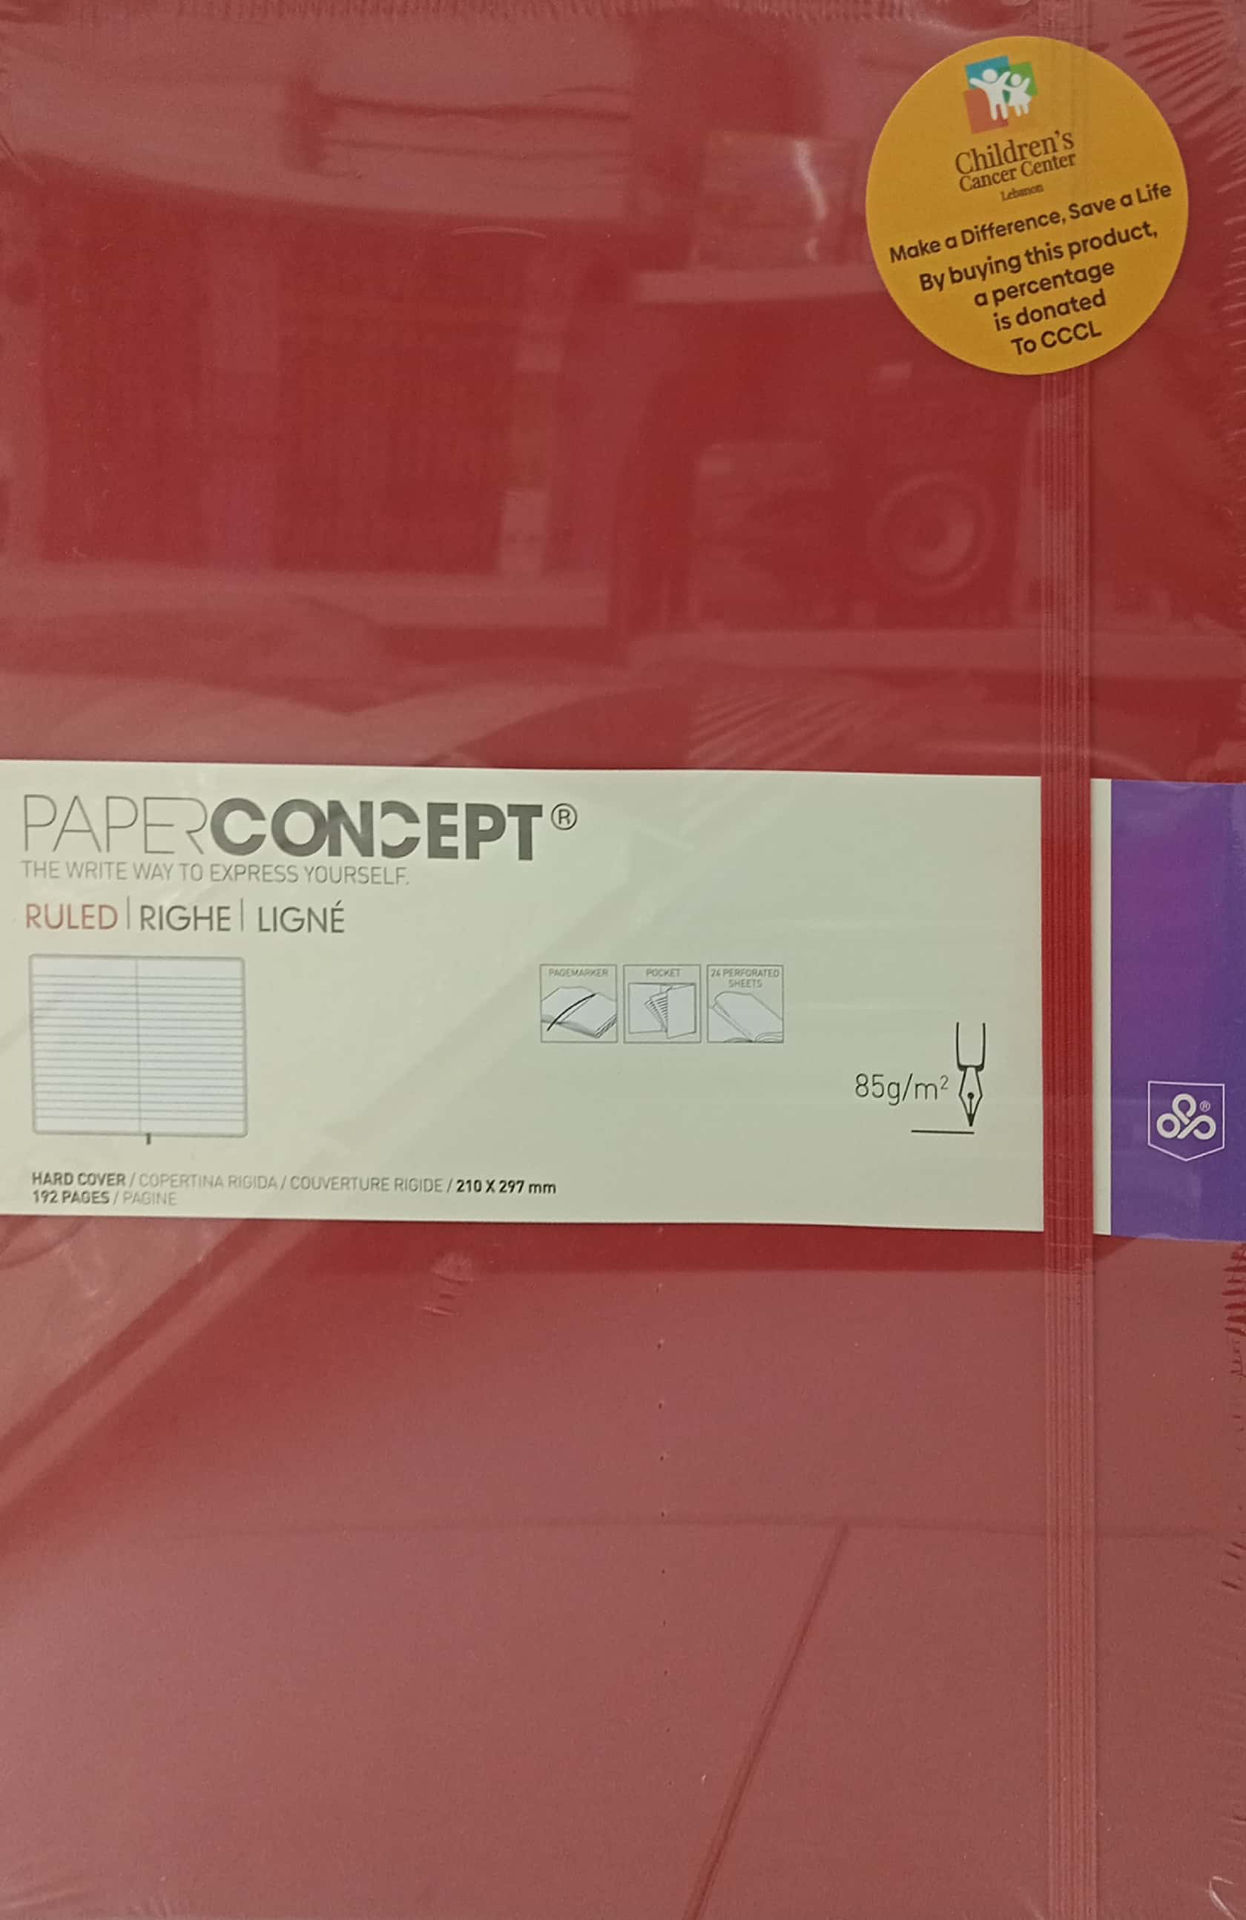 Children's
Cancer Center
Lebanon
Make a Difference, Save a Life
By buying this product,
a percentage
is donated
To CCCL
PAPERCONCEPT®
THE WRITE WAY TO EXPRESS YOURSELF.
RULED | RIGHE | LIGNÉ
PAGEMARKER
POCKET
24 PERFORATED
SHEETS
85g/m²
®
HARD COVER / COPERTINA RIGIDA / COUVERTURE RIGIDE / 210 X 297 mm
192 PAGES / PAGINE